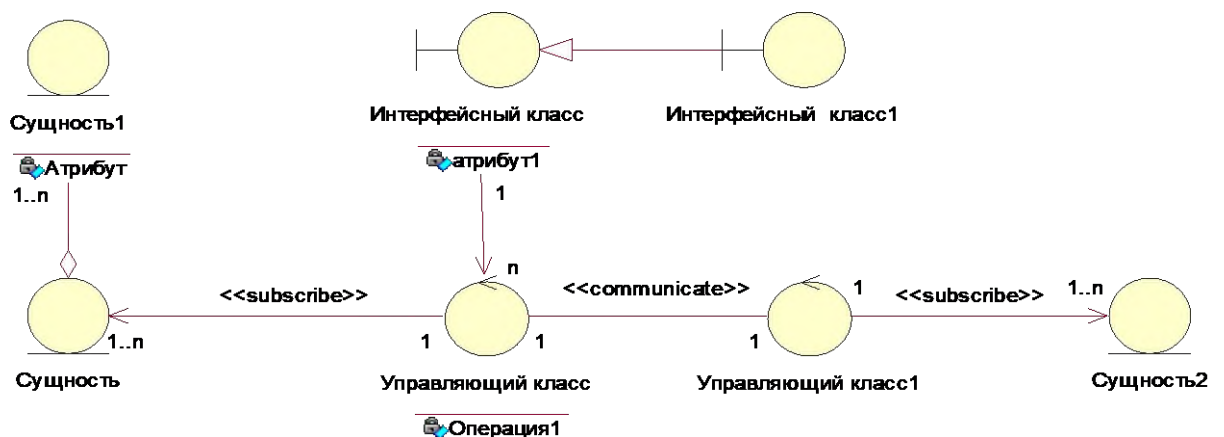 Сущность1
Атрибут
1..n
Интерфейсный класс
атрибут1
1
Интерфейсный класс1
n
<<subscribe>>
<<communicate>>
1
<<subscribe>>
1..n
1..n
1
1
1
Сущность
Управляющий класс
Управляющий класс1
Сущность2
Операция1